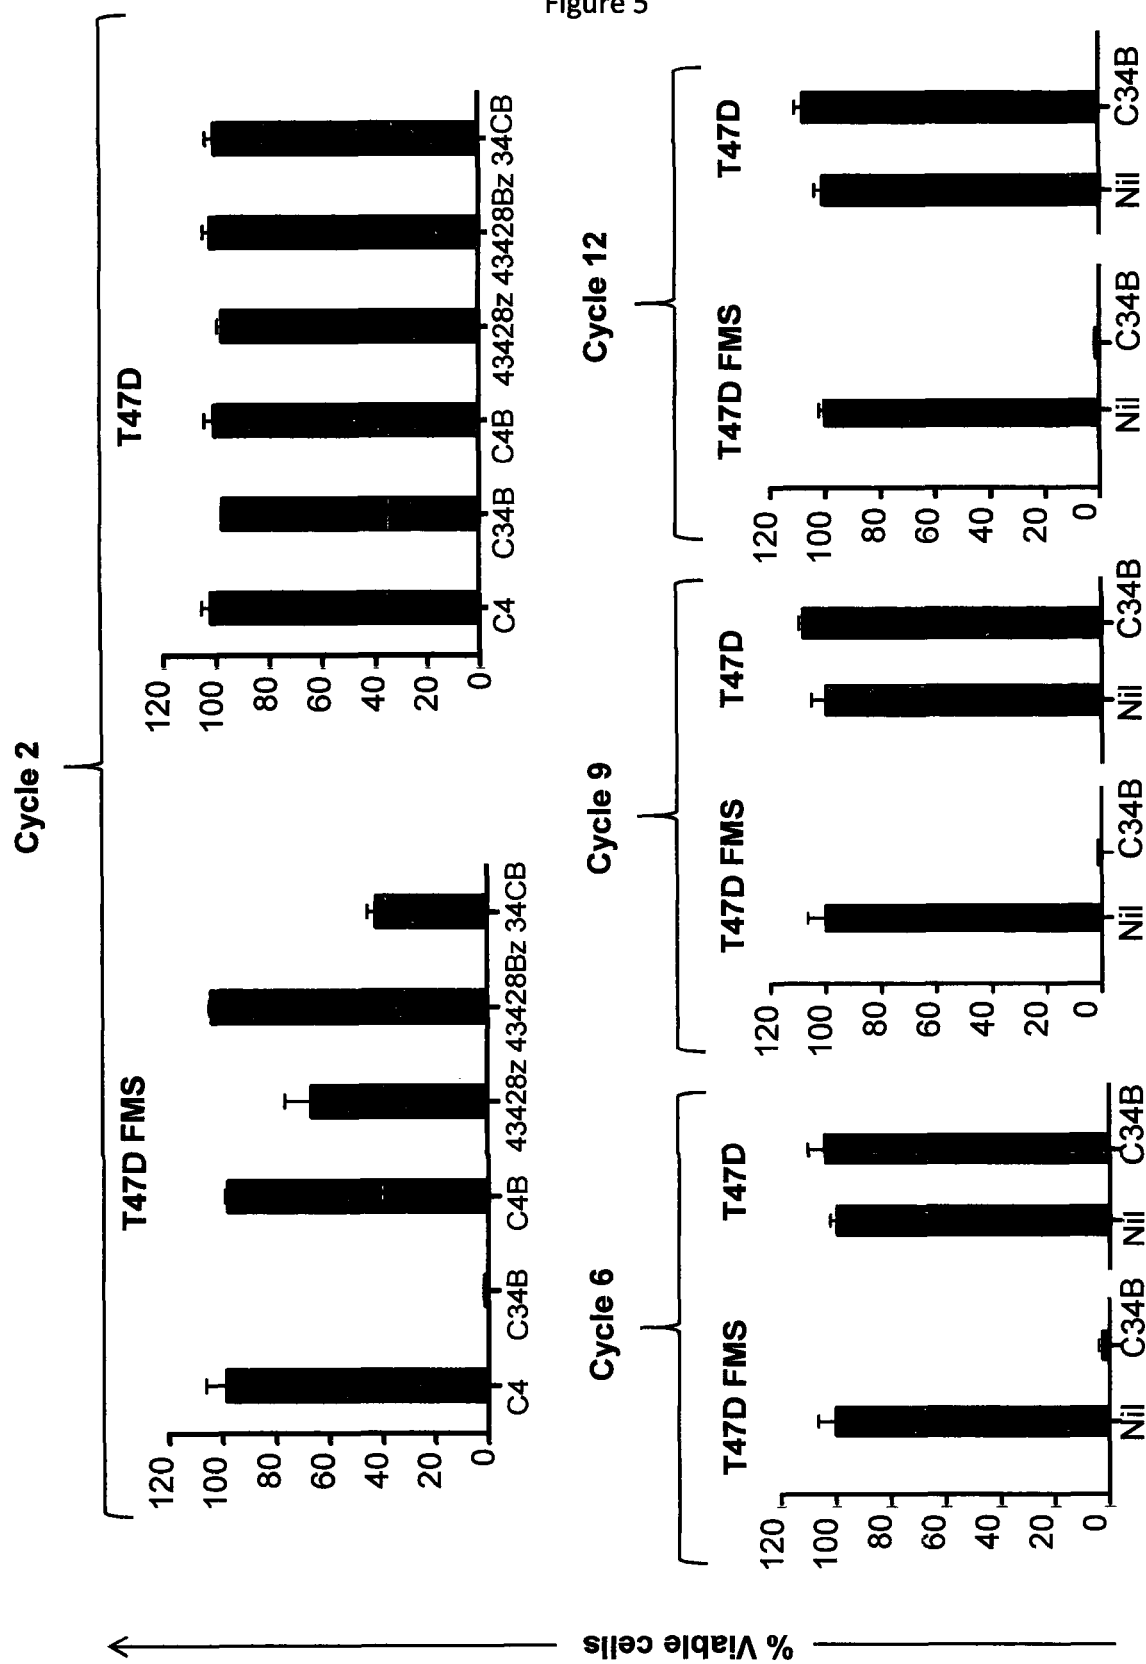 Figure 5
Cycle 2
T47D FMS
T47D
120
100
80
60
40
20
0
C4 C34B C4B 43428z 43428Bz 34CB
120
100
80
60
40
20
0
C4 C34B C4B 43428z 43428Bz 34CB
% Viable cells
Cycle 6
T47D FMS
T47D
120
100
80
60
40
20
0
Nil C34B Nil C34B
Cycle 9
T47D FMS
T47D
120
100
80
60
40
20
0
Nil C34B Nil C34B
Cycle 12
T47D FMS
T47D
120
100
80
60
40
20
0
Nil C34B Nil C34B